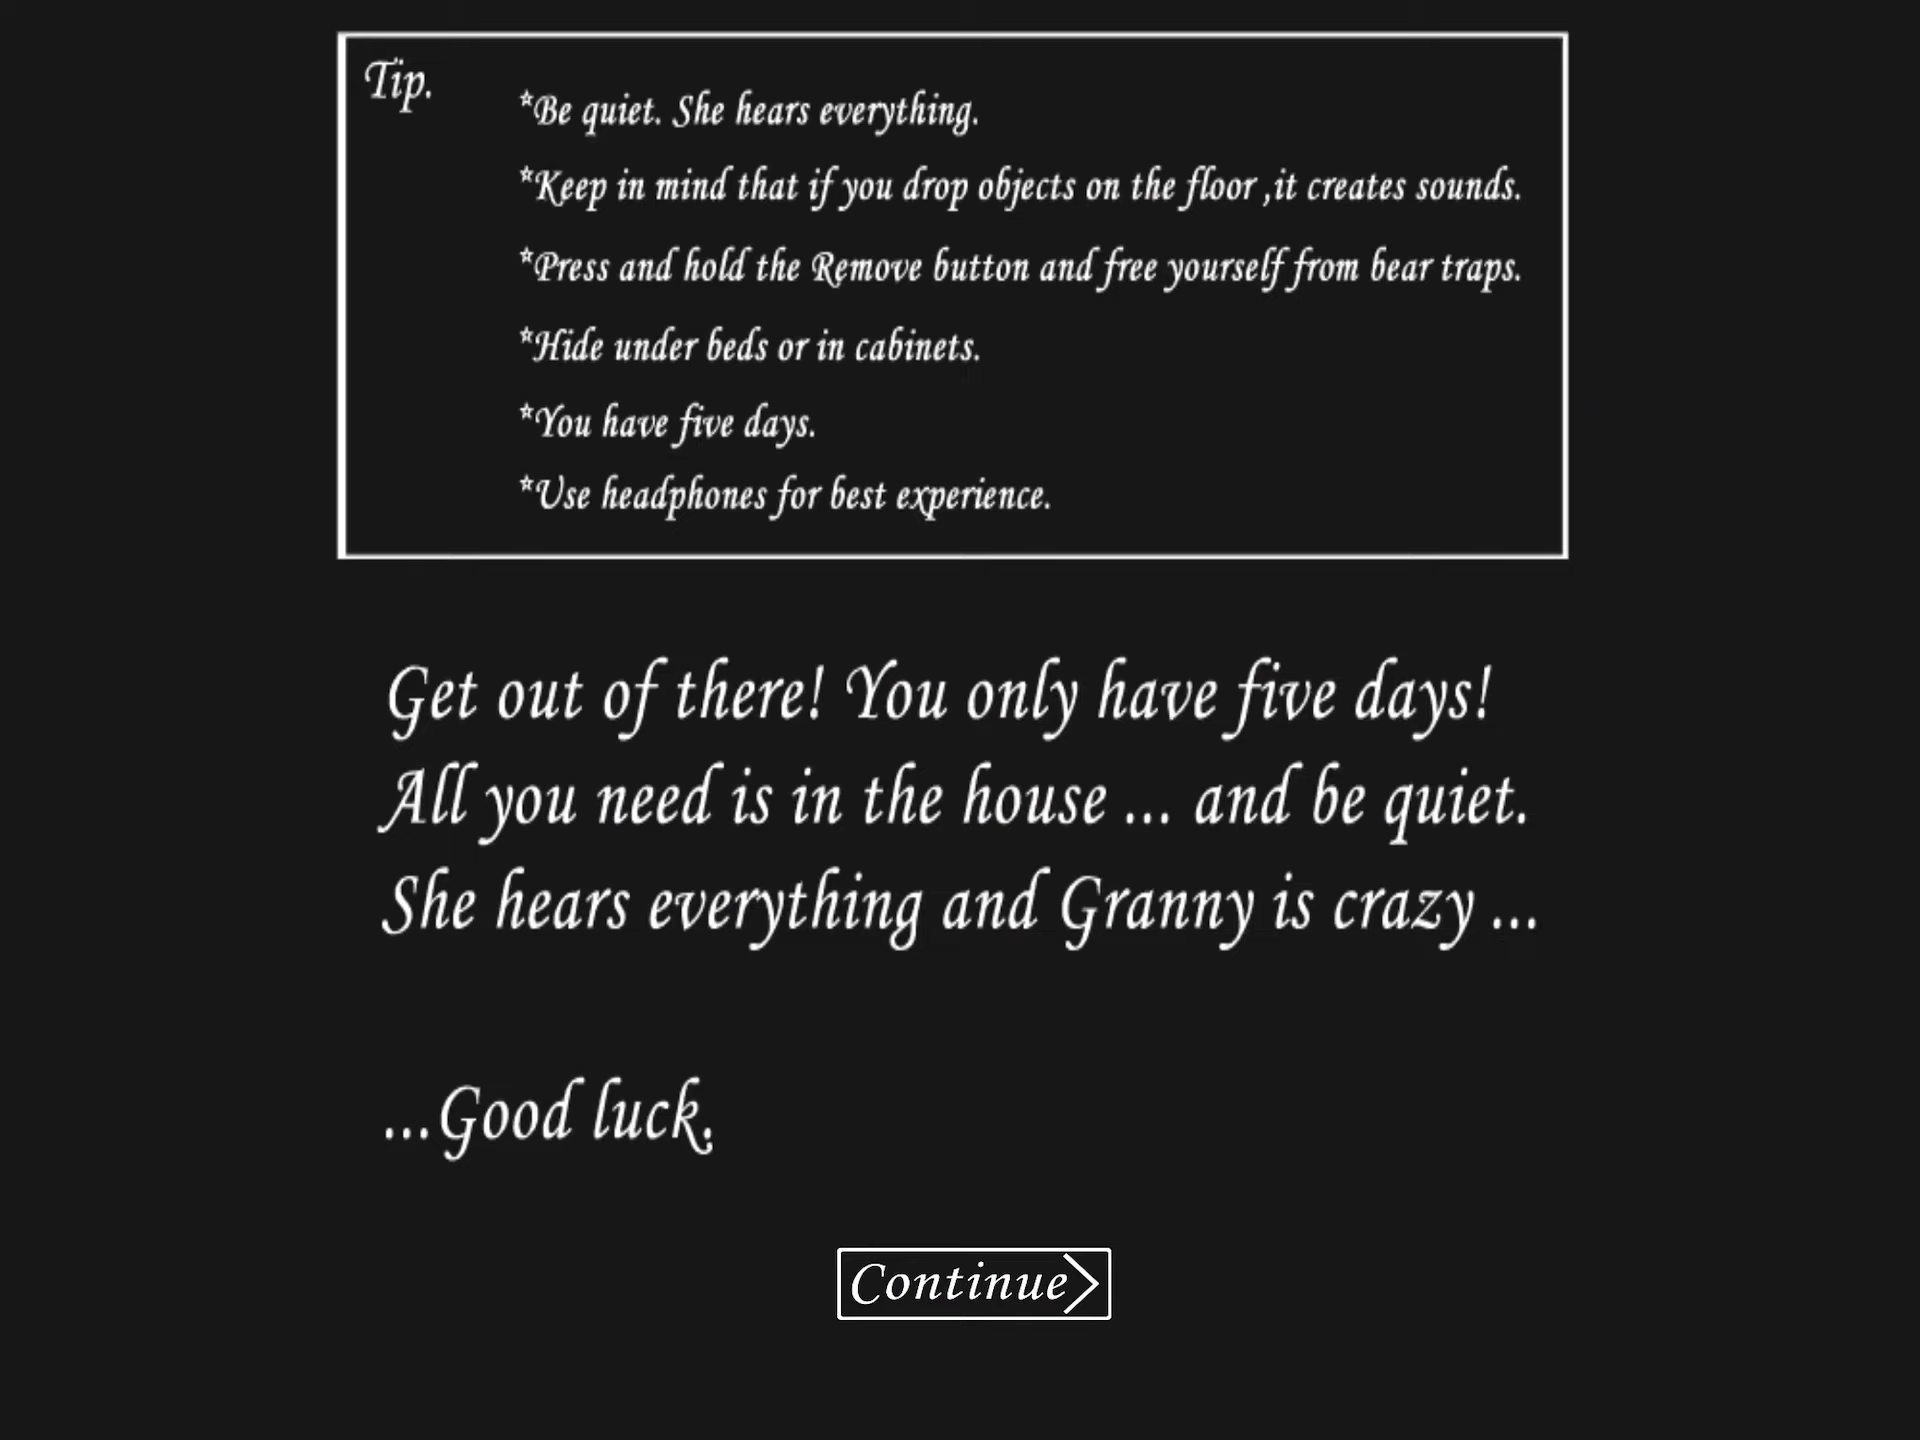 Tip.
*Be quiet. She hears everything.
*Keep in mind that if you drop objects on the floor ,it creates sounds.
*Press and hold the Remove button and free yourself from bear traps.
*Hide under beds or in cabinets.
*You have five days.
*Use headphones for best experience.
Get out of there! You only have five days!
All you need is in the house ... and be quiet.
She hears everything and Granny is crazy ...
...Good luck.
Continue>